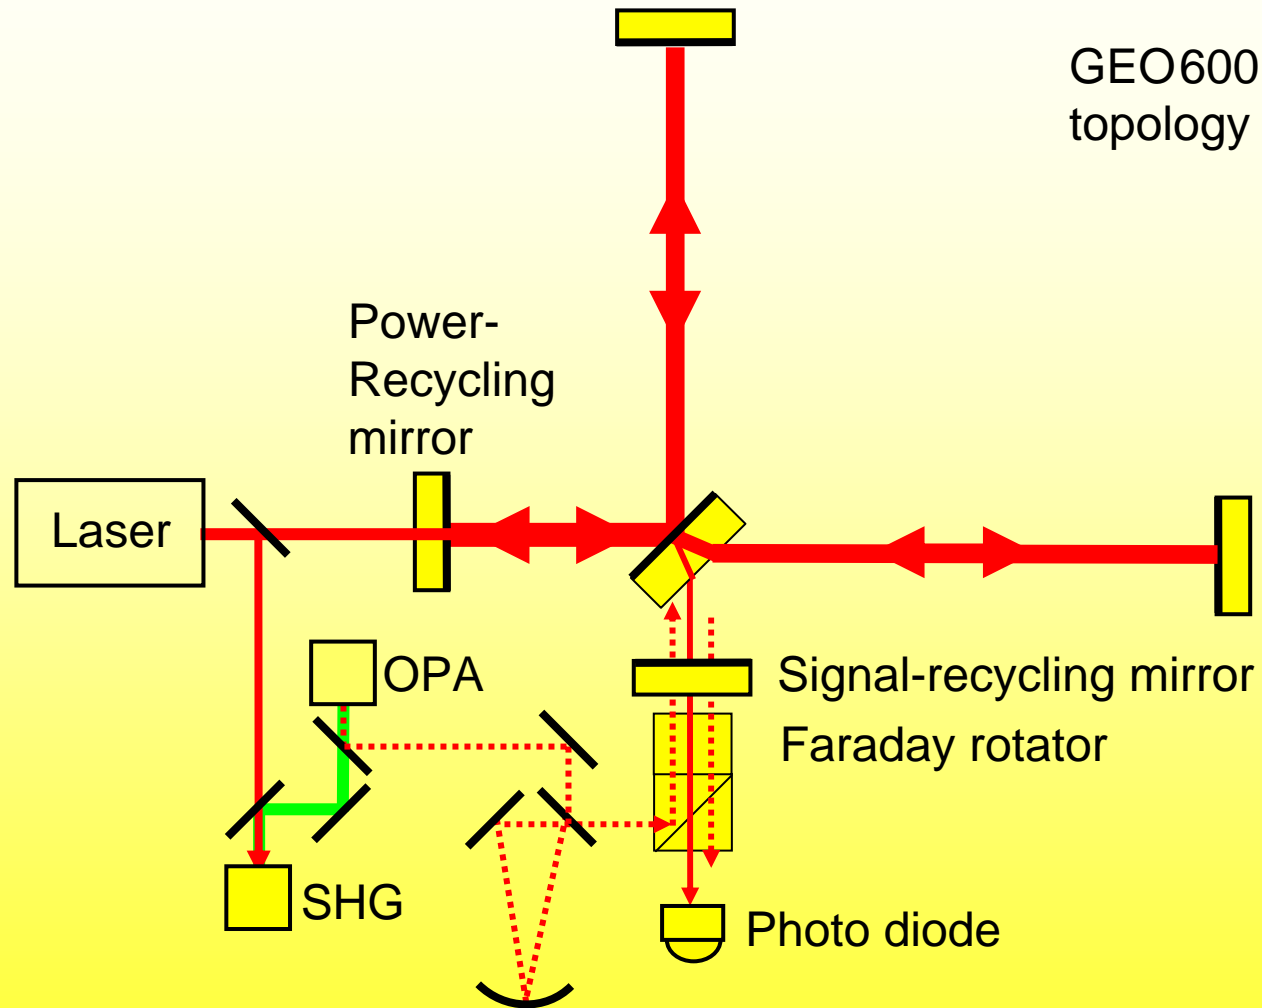 GEO600
topology
Power-
Recycling
mirror
Laser
OPA
Signal-recycling mirror
Faraday rotator
SHG
Photo diode